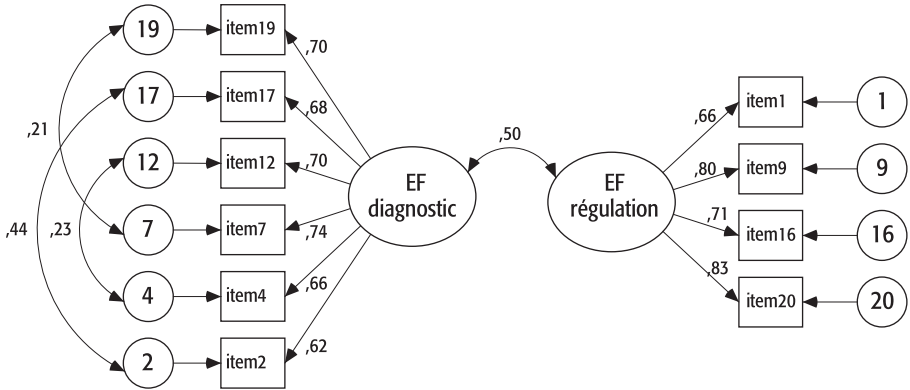 19
item19
,70
17
item17
,68
,21
12
item12
,70
,44
,23
7
item7
,74
4
item4
,66
2
item2
,62
EF
diagnostic
,50
EF
régulation
,66
item1
1
,80
item9
9
,71
item16
16
,83
item20
20